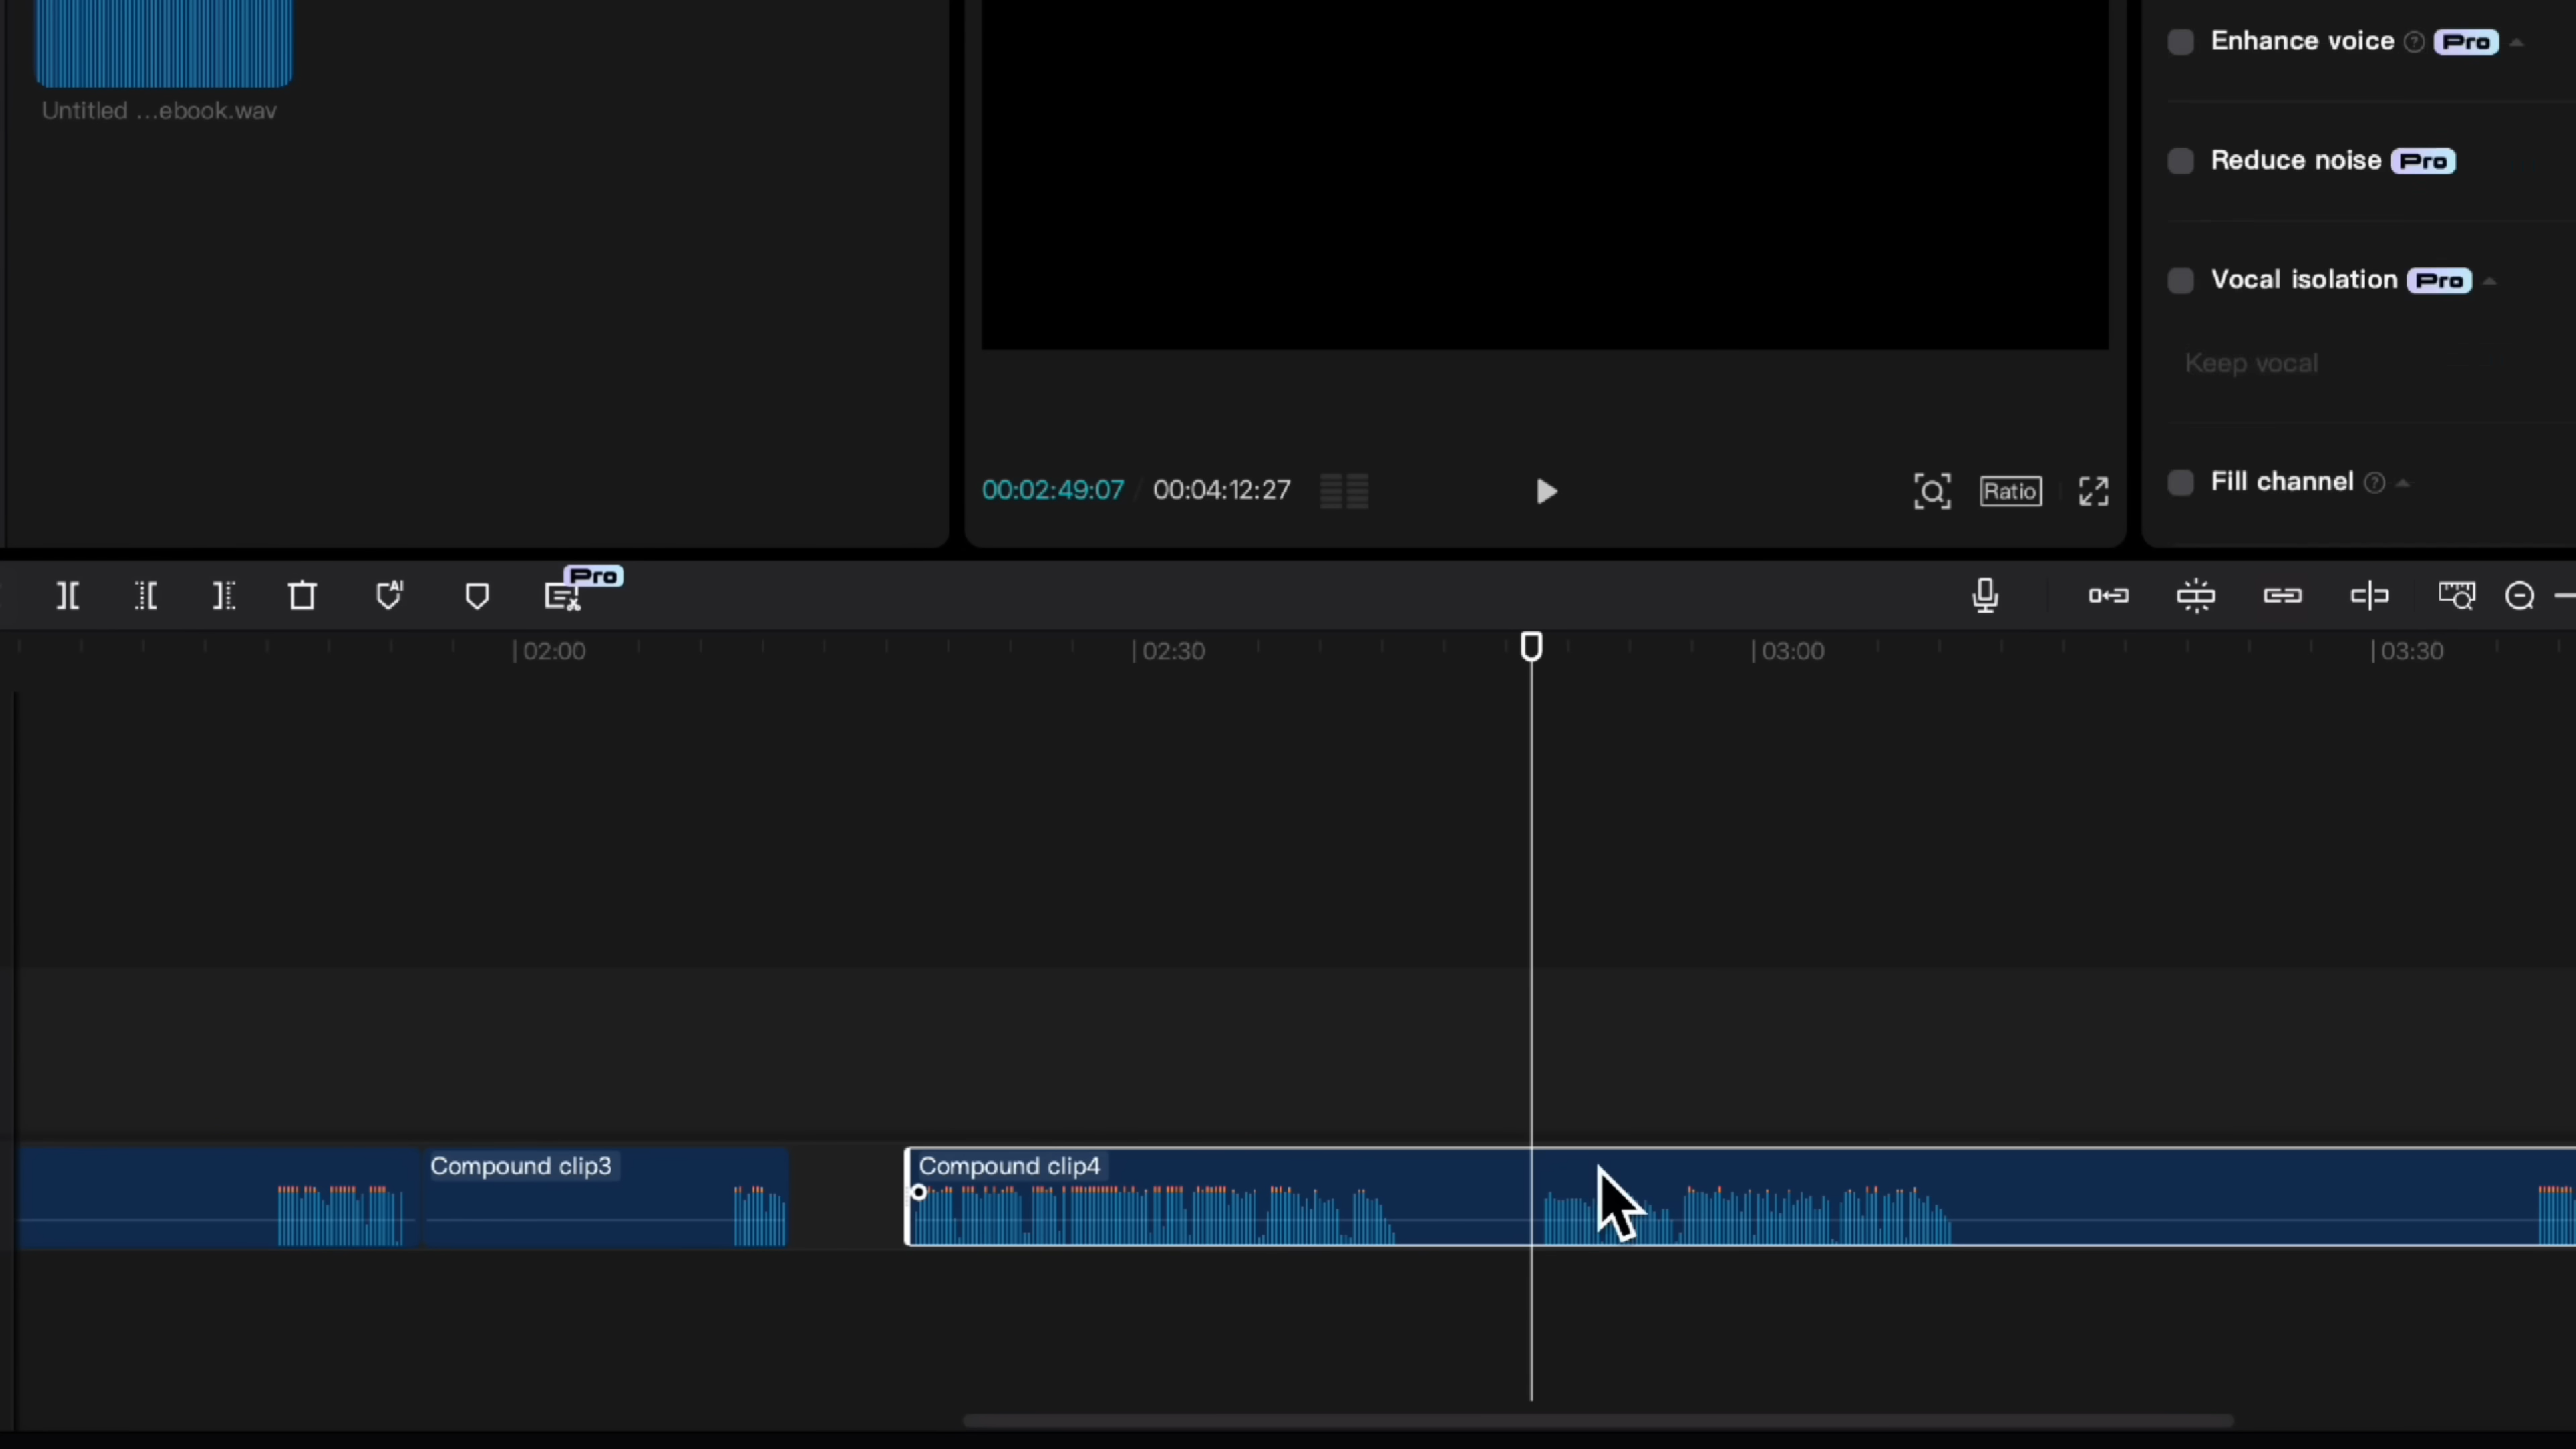 Untitled ...ebook.wav
00:02:49:07 / 00:04:12:27
Ratio
Enhance voice ? Pro
Reduce noise Pro
Vocal isolation Pro
Keep vocal
Fill channel ?
AI
Pro
02:00
02:30
03:00
03:30
Compound clip3
Compound clip4